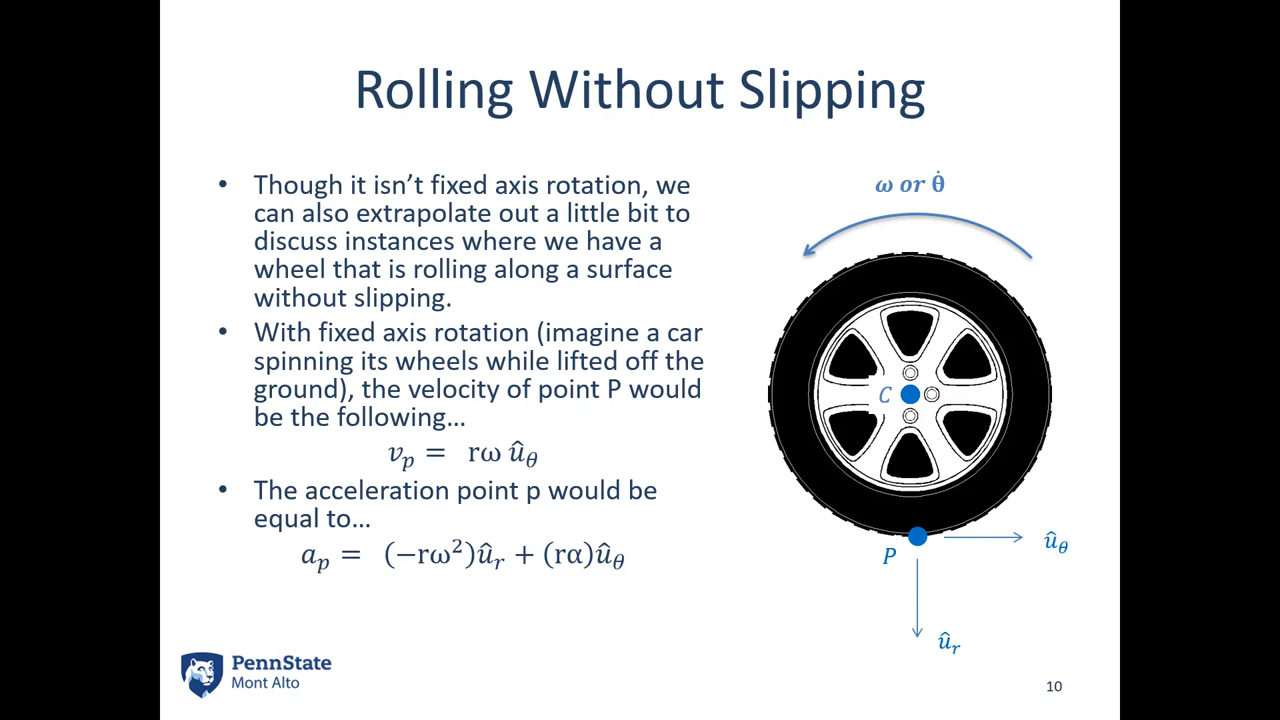 Rolling Without Slipping
• Though it isn't fixed axis rotation, we
can also extrapolate out a little bit to
discuss instances where we have a
wheel that is rolling along a surface
without slipping.
• With fixed axis rotation (imagine a car
spinning its wheels while lifted off the
ground), the velocity of point P would
be the following…
v_p = rω û_θ
• The acceleration point p would be
equal to…
a_p = (−rω²)û_r + (rα)û_θ
ω or θ̇
C
P
û_θ
û_r
PennState
Mont Alto
10